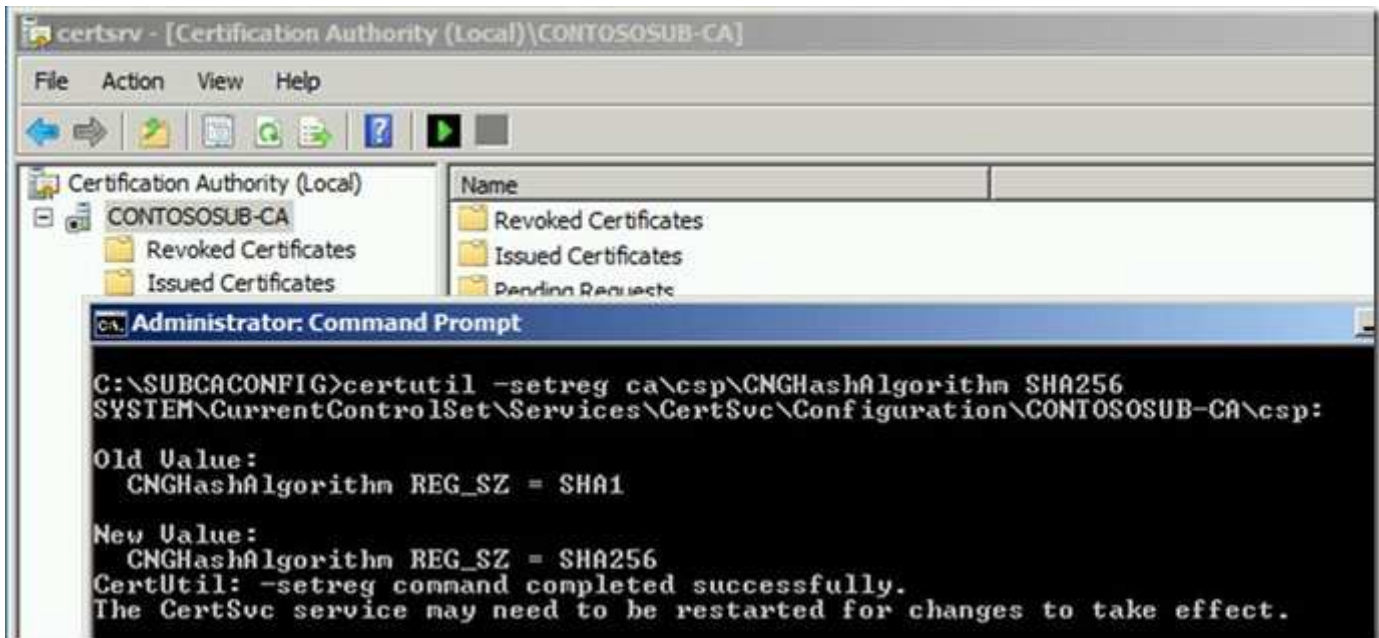 certsrv - [Certification Authority (Local)\CONTOSOSUB-CA]
File Action View Help
Certification Authority (Local)
CONTOSOSUB-CA
Revoked Certificates
Issued Certificates
Name
Revoked Certificates
Issued Certificates
Pending Requests
Administrator: Command Prompt
C:\SUBCACONFIG>certutil -setreg ca\csp\CNGHashAlgorithm SHA256
SYSTEM\CurrentControlSet\Services\CertSvc\Configuration\CONTOSOSUB-CA\csp:
Old Value:
CNGHashAlgorithm REG_SZ = SHA1
New Value:
CNGHashAlgorithm REG_SZ = SHA256
CertUtil: -setreg command completed successfully.
The CertSvc service may need to be restarted for changes to take effect.